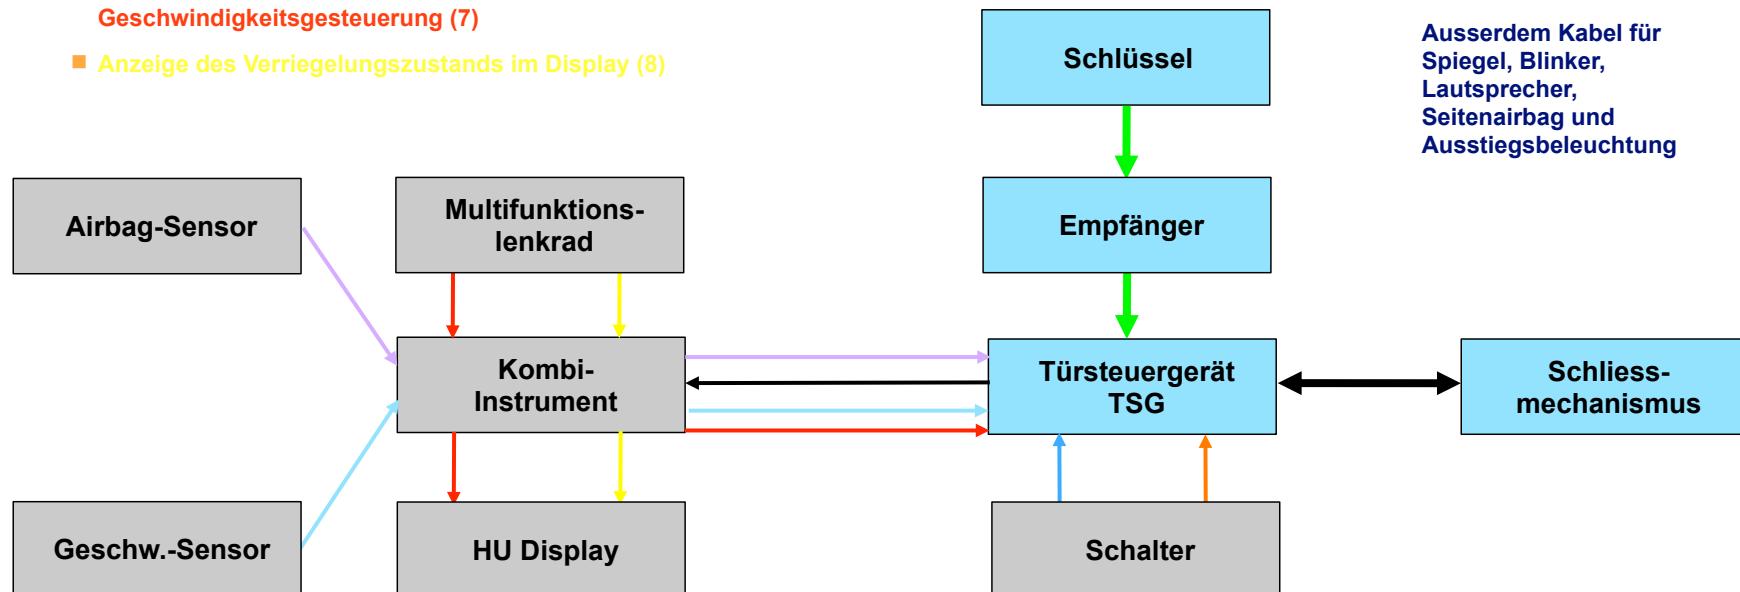 Geschwindigkeitsgesteuerung (7)
Anzeige des Verriegelungszustands im Display (8)
Schlüssel
Ausserdem Kabel für
Spiegel, Blinker,
Lautsprecher,
Seitenairbag und
Ausstiegsbeleuchtung
Airbag-Sensor
Multifunktions-
lenkrad
Empfänger
Kombi-
Instrument
Türsteuergerät
TSG
Schliess-
mechanismus
Geschw.-Sensor
HU Display
Schalter